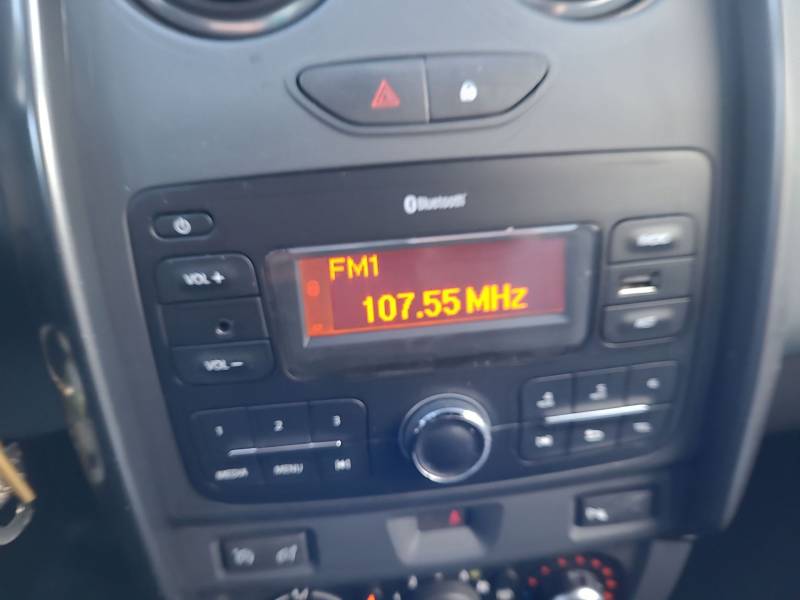 Bluetooth
FM1
107.55 MHz
VOL +
VOL –
1 2 3
MEDIA MENU